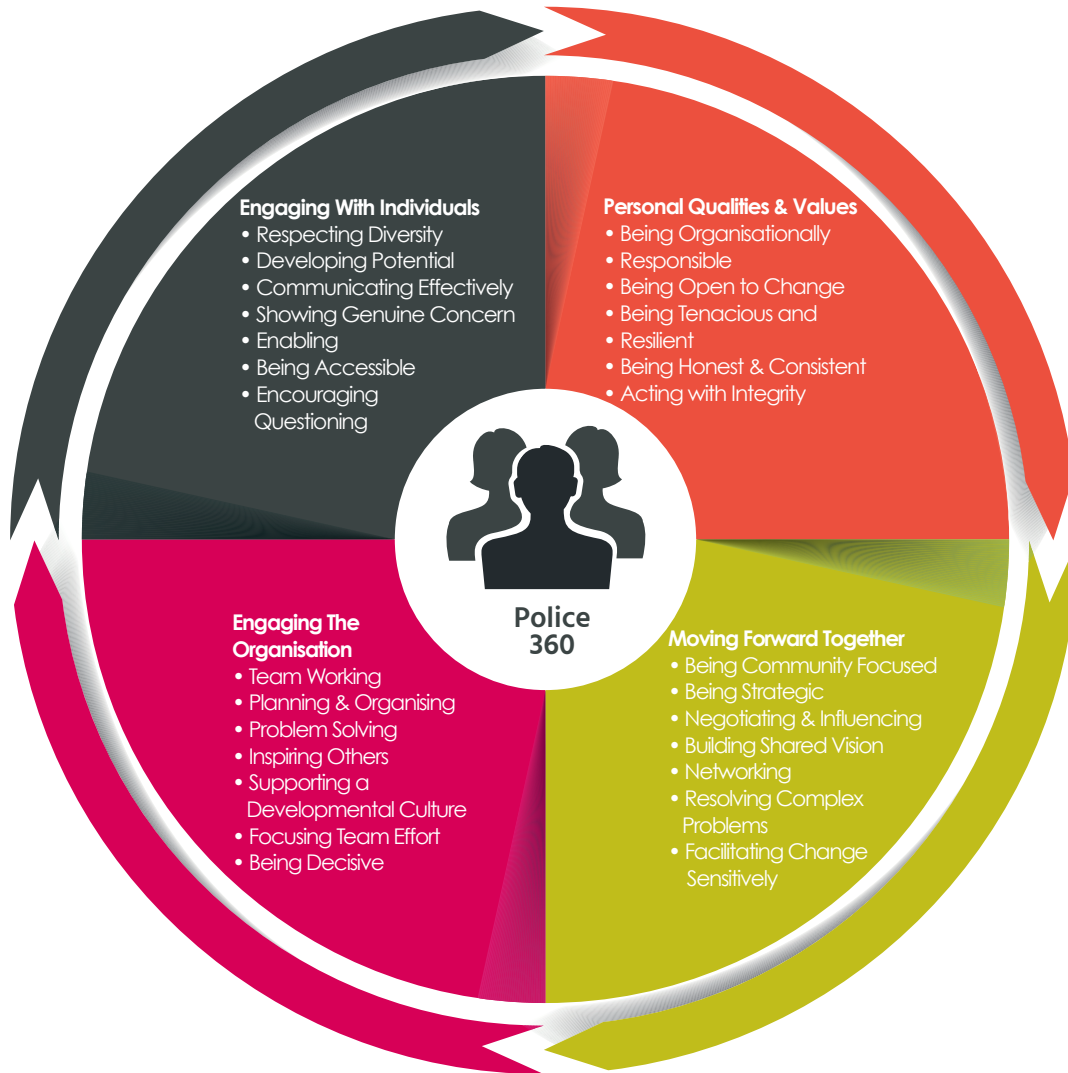 Engaging With Individuals
• Respecting Diversity
• Developing Potential
• Communicating Effectively
• Showing Genuine Concern
• Enabling
• Being Accessible
• Encouraging
Questioning
Personal Qualities & Values
• Being Organisationally
• Responsible
• Being Open to Change
• Being Tenacious and
• Resilient
• Being Honest & Consistent
• Acting with Integrity
Police
360
Engaging The
Organisation
• Team Working
• Planning & Organising
• Problem Solving
• Inspiring Others
• Supporting a
Developmental Culture
• Focusing Team Effort
• Being Decisive
Moving Forward Together
• Being Community Focused
• Being Strategic
• Negotiating & Influencing
• Building Shared Vision
• Networking
• Resolving Complex
Problems
• Facilitating Change
Sensitively